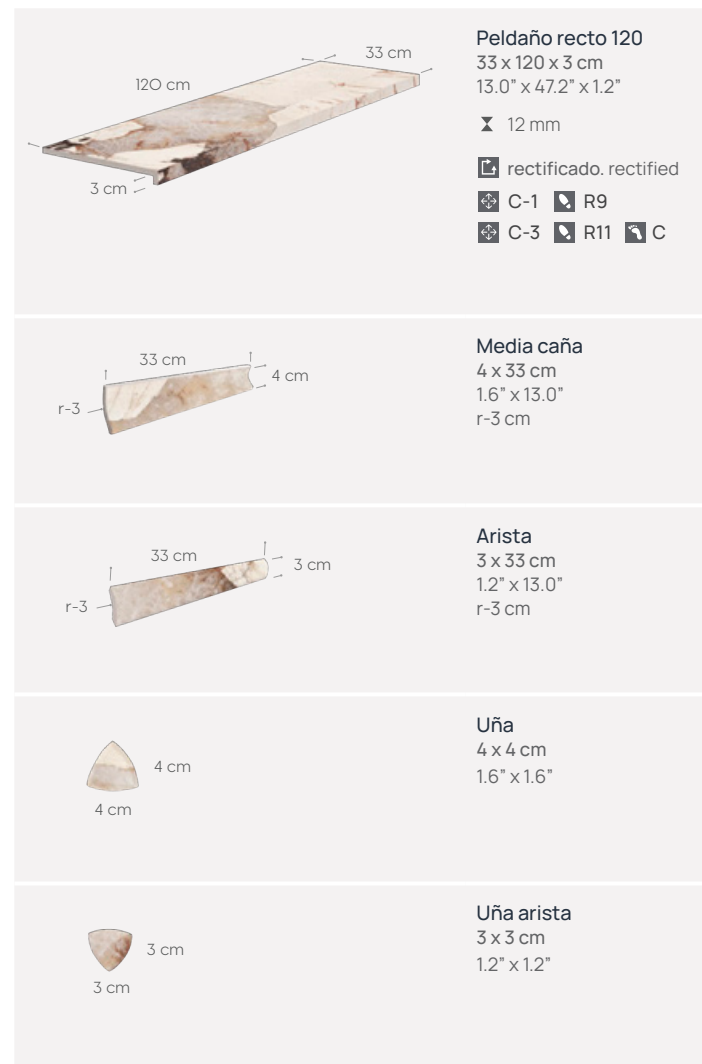 33 cm
120 cm
3 cm
Peldaño recto 120
33 x 120 x 3 cm
13.0” x 47.2” x 1.2”
12 mm
rectificado. rectified
C-1 R9
C-3 R11 C
33 cm
4 cm
r-3
Media caña
4 x 33 cm
1.6” x 13.0”
r-3 cm
33 cm
3 cm
r-3
Arista
3 x 33 cm
1.2” x 13.0”
r-3 cm
4 cm
4 cm
Uña
4 x 4 cm
1.6” x 1.6”
3 cm
3 cm
Uña arista
3 x 3 cm
1.2” x 1.2”